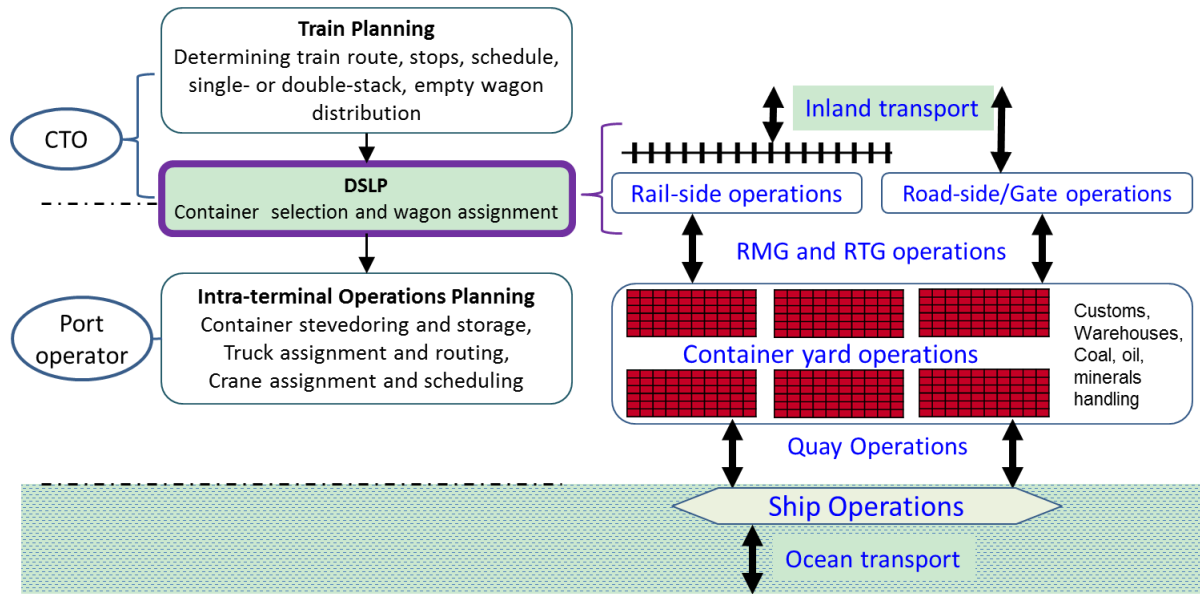 Train Planning
Determining train route, stops, schedule,
single- or double-stack, empty wagon
distribution
CTO
DSLP
Container selection and wagon assignment
Intra-terminal Operations Planning
Container stevedoring and storage,
Truck assignment and routing,
Crane assignment and scheduling
Port
operator
Inland transport
Rail-side operations
Road-side/Gate operations
RMG and RTG operations
Container yard operations
Customs,
Warehouses,
Coal, oil,
minerals
handling
Quay Operations
Ship Operations
Ocean transport